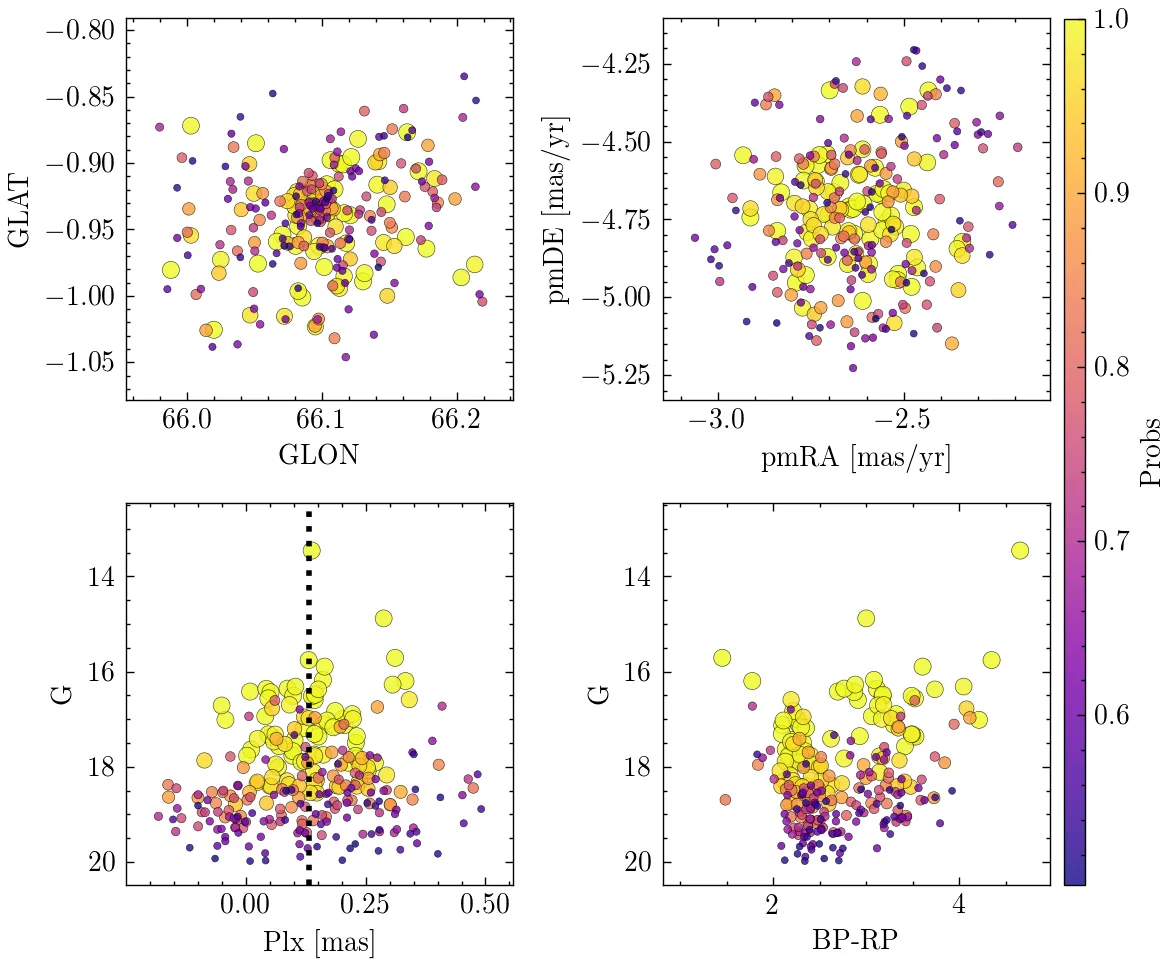 −0.80
−0.85
−0.90
−0.95
−1.00
−1.05
GLAT
66.0 66.1 66.2
GLON
−4.25
−4.50
−4.75
−5.00
−5.25
pmDE [mas/yr]
−3.0 −2.5
pmRA [mas/yr]
14
16
18
20
G
0.00 0.25 0.50
Plx [mas]
14
16
18
20
G
2 4
BP-RP
1.0
0.9
0.8
0.7
0.6
Probs